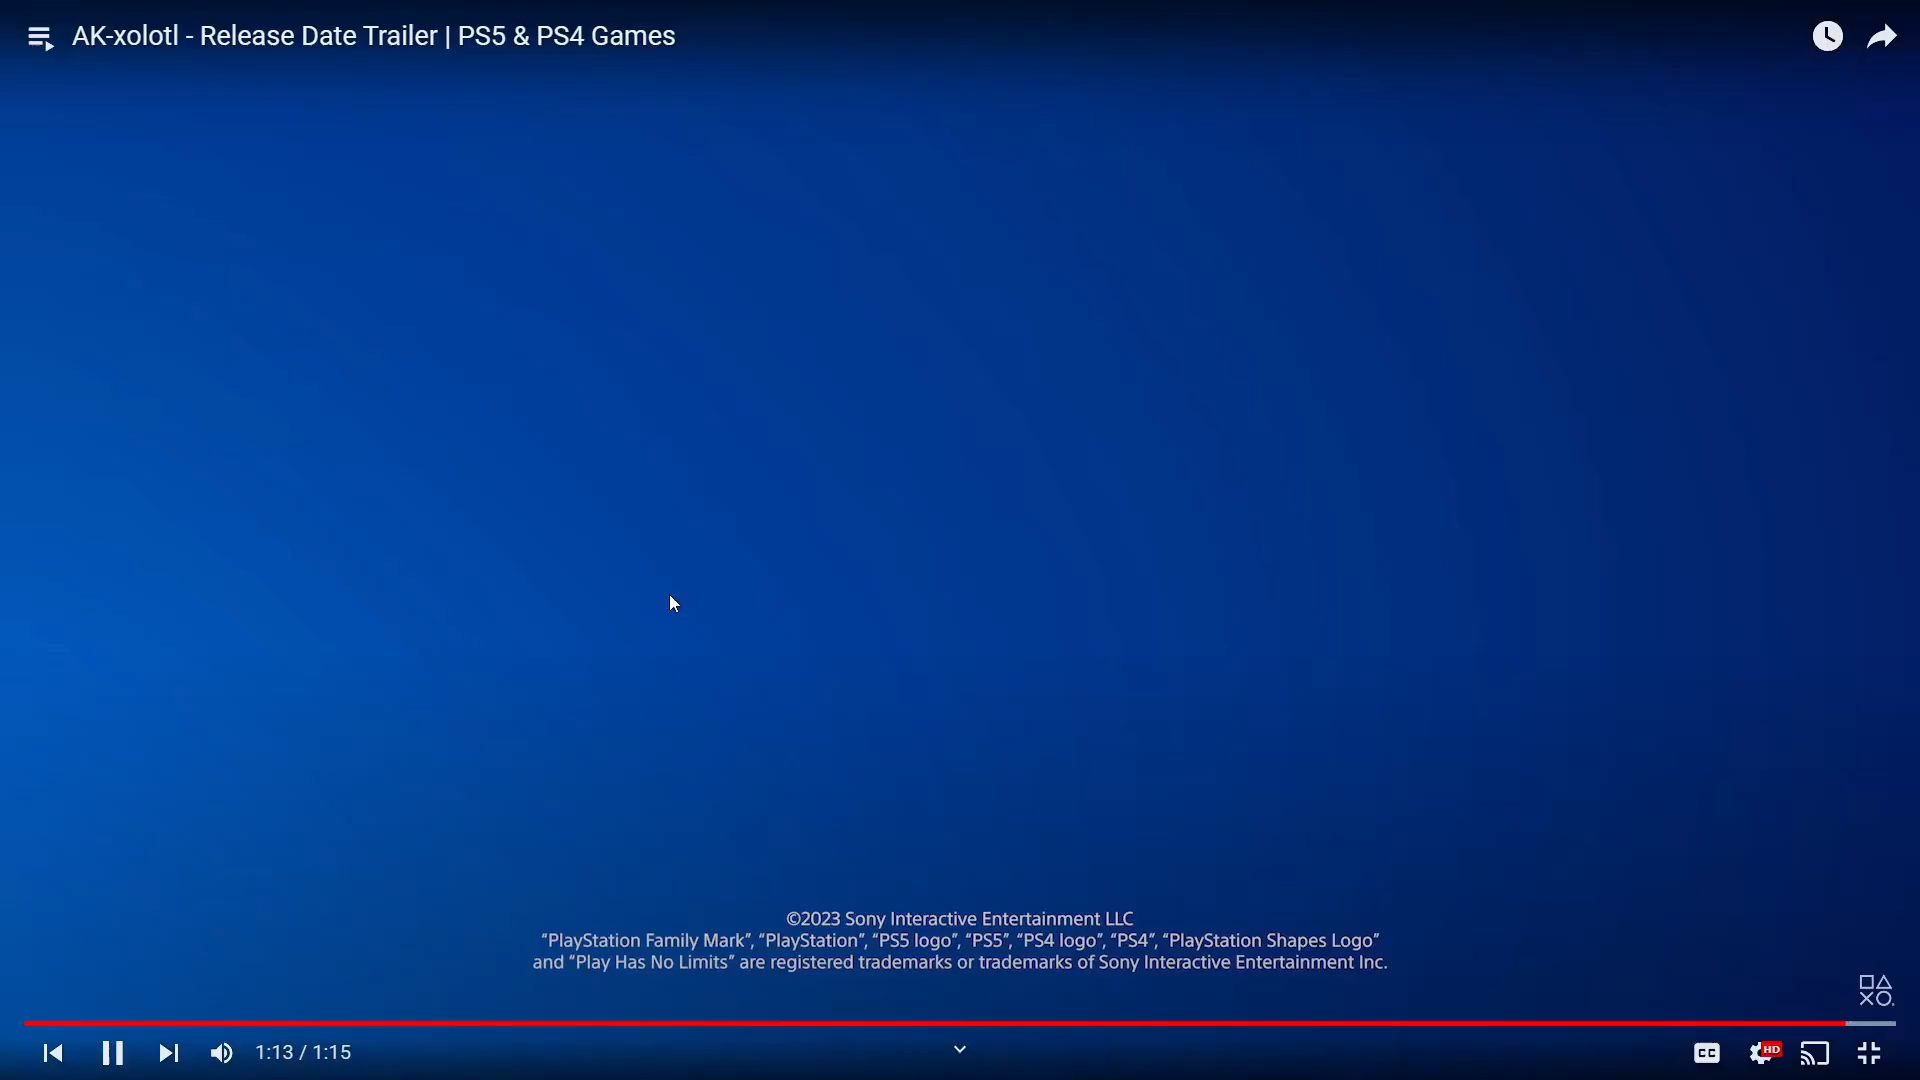 AK-xolotl - Release Date Trailer | PS5 & PS4 Games
©2023 Sony Interactive Entertainment LLC
“PlayStation Family Mark”, “PlayStation”, “PS5 logo”, “PS5”, “PS4 logo”, “PS4”, “PlayStation Shapes Logo”
and “Play Has No Limits” are registered trademarks or trademarks of Sony Interactive Entertainment Inc.
1:13 / 1:15
CC
HD